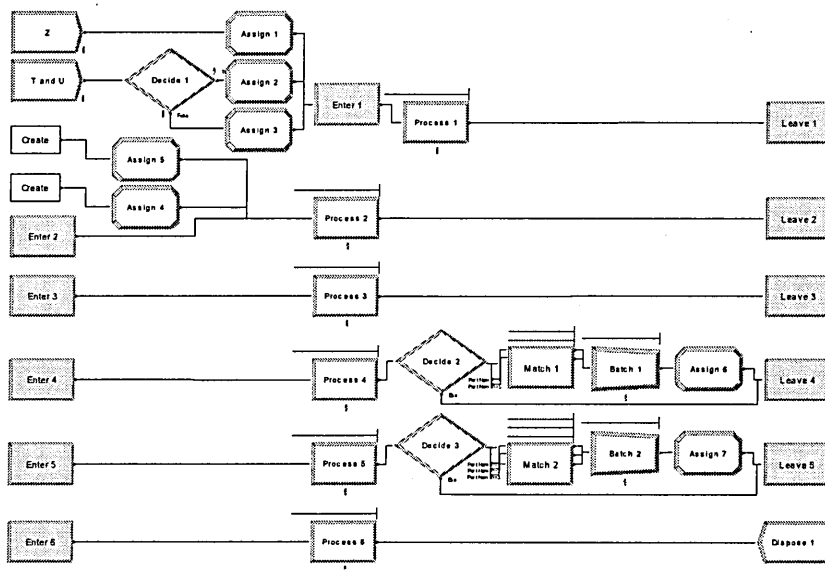 Z
Assign 1
T and U
Decide 1
Assign 2
False
Assign 3
Enter 1
Process 1
Leave 1
Create
Assign 5
Create
Assign 4
Enter 2
Process 2
Leave 2
Enter 3
Process 3
Leave 3
Enter 4
Process 4
Decide 2
Else
Match 1
Batch 1
Assign 6
Leave 4
Enter 5
Process 5
Decide 3
Else
Match 2
Batch 2
Assign 7
Leave 5
Enter 6
Process 6
Dispose 1